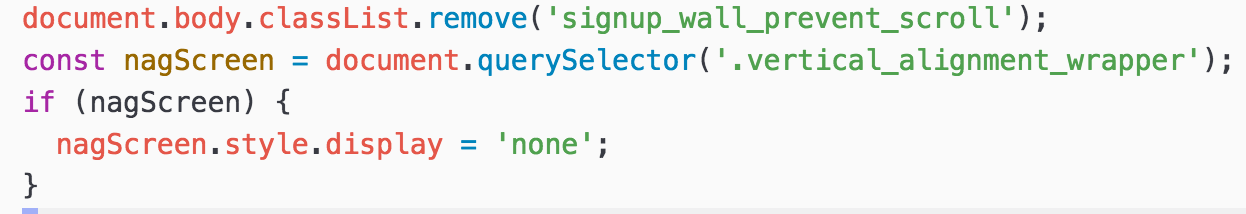 document.body.classList.remove('signup_wall_prevent_scroll');
const nagScreen = document.querySelector('.vertical_alignment_wrapper');
if (nagScreen) {
  nagScreen.style.display = 'none';
}